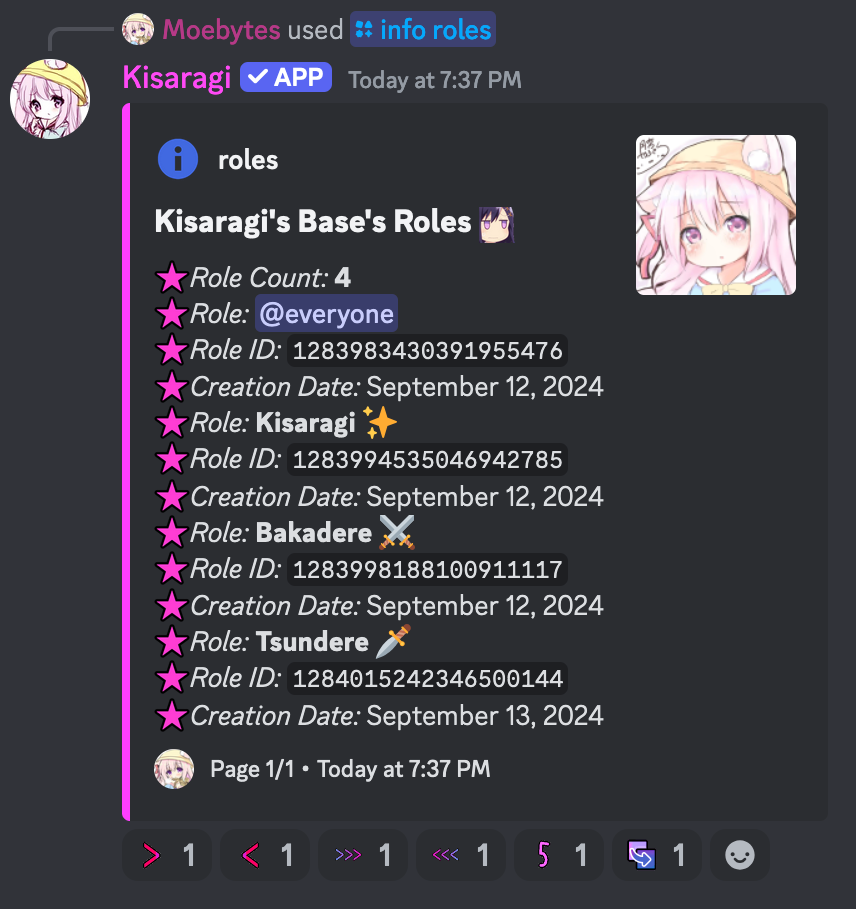 Moebytes used info roles
Kisaragi APP Today at 7:37 PM
roles
Kisaragi's Base's Roles
Role Count: 4
Role: @everyone
Role ID: 1283983430391955476
Creation Date: September 12, 2024
Role: Kisaragi ✨
Role ID: 1283994535046942785
Creation Date: September 12, 2024
Role: Bakadere ⚔️
Role ID: 1283998188100911117
Creation Date: September 12, 2024
Role: Tsundere 🗡️
Role ID: 1284015242346500144
Creation Date: September 13, 2024
Page 1/1 • Today at 7:37 PM
> 1 < 1 >>> 1 <<< 1 5 1 1